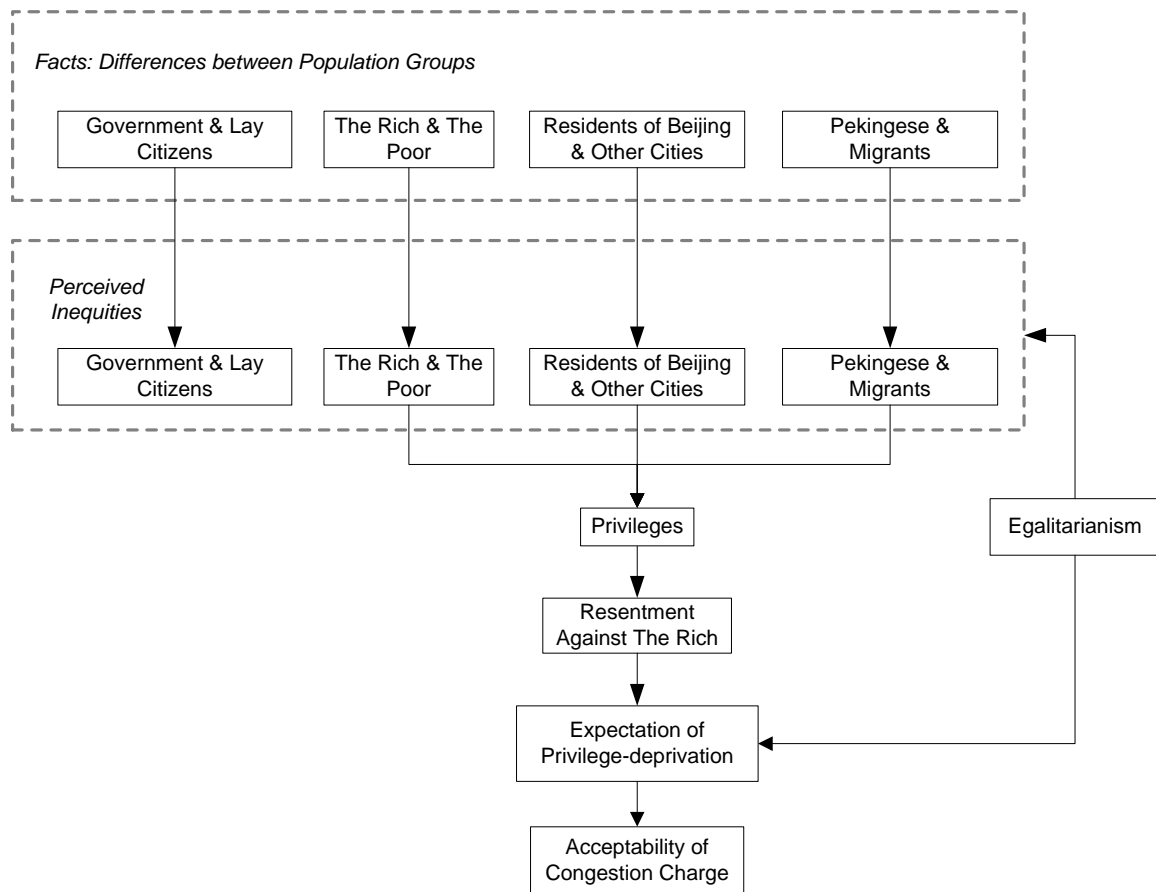 Facts: Differences between Population Groups
Government & Lay
Citizens
The Rich & The
Poor
Residents of Beijing
& Other Cities
Pekingese &
Migrants
Perceived
Inequities
Government & Lay
Citizens
The Rich & The
Poor
Residents of Beijing
& Other Cities
Pekingese &
Migrants
Privileges
Egalitarianism
Resentment
Against The Rich
Expectation of
Privilege-deprivation
Acceptability of
Congestion Charge